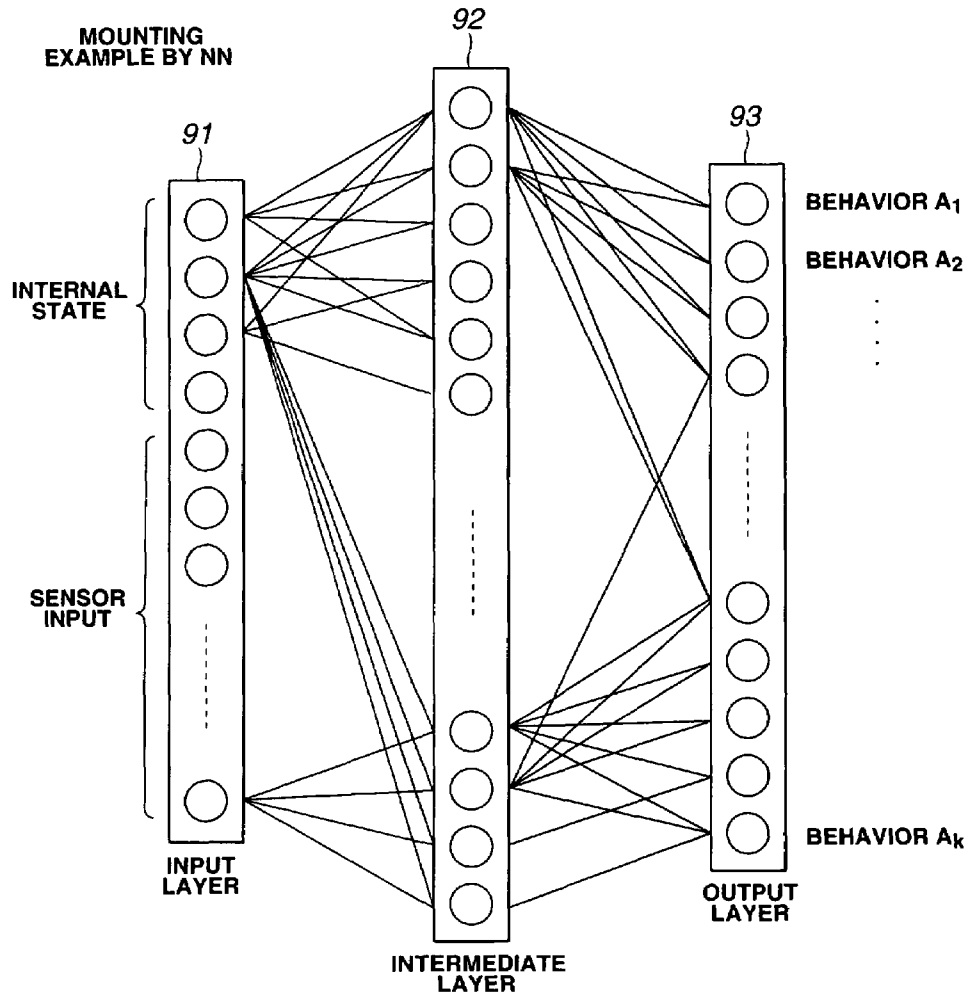 MOUNTING
EXAMPLE BY NN
92
91
93
BEHAVIOR A1
BEHAVIOR A2
INTERNAL
STATE
SENSOR
INPUT
BEHAVIOR Ak
INPUT
LAYER
OUTPUT
LAYER
INTERMEDIATE
LAYER